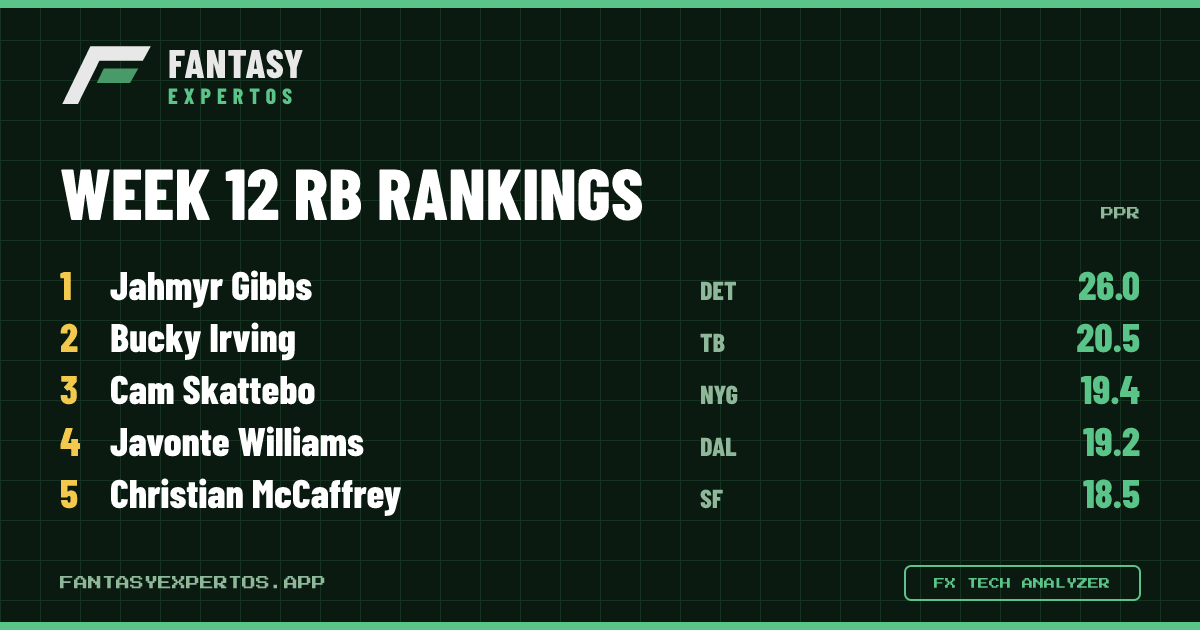 FANTASY
EXPERTOS
WEEK 12 RB RANKINGS
PPR
1 Jahmyr Gibbs DET 26.0
2 Bucky Irving TB 20.5
3 Cam Skattebo NYG 19.4
4 Javonte Williams DAL 19.2
5 Christian McCaffrey SF 18.5
FANTASYEXPERTOS.APP
FX TECH ANALYZER